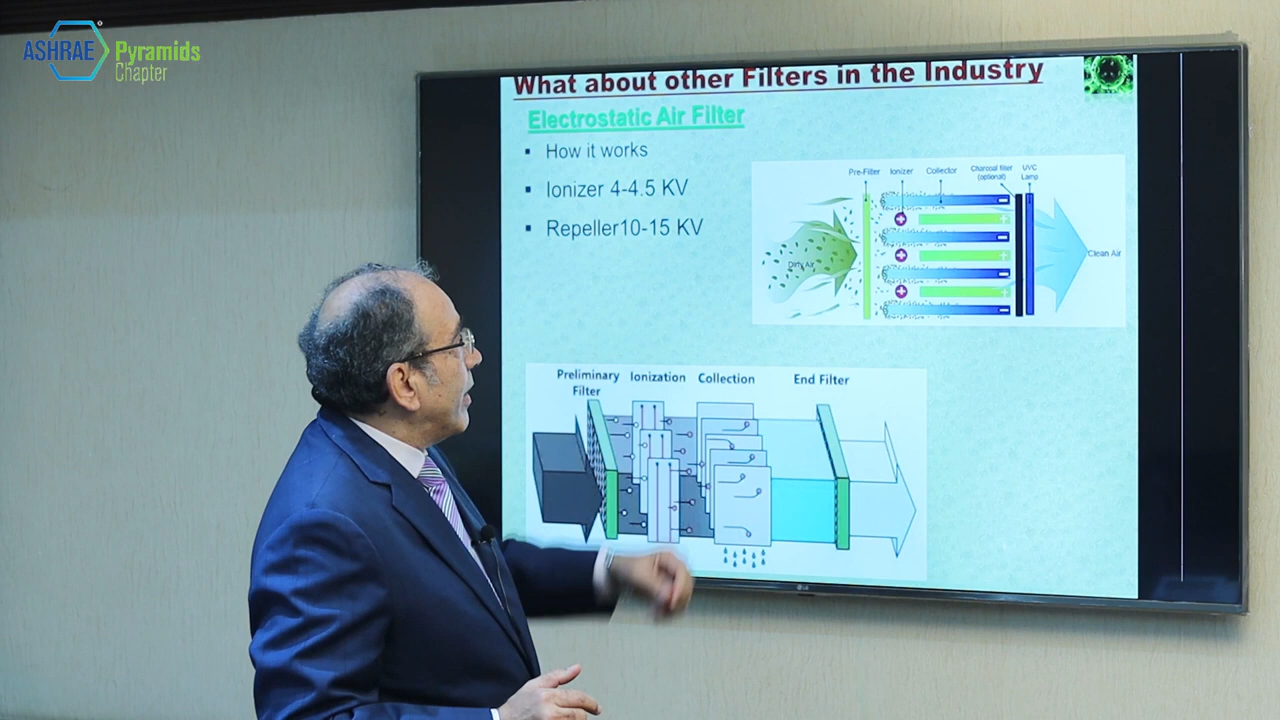 ASHRAE Pyramids
Chapter
What about other Filters in the Industry
Electrostatic Air Filter
▪ How it works
▪ Ionizer 4-4.5 KV
▪ Repeller10-15 KV
Pre-Filter Ionizer Collector Charcoal filter (optional) UVC Lamp
Dirty Air
Clean Air
Preliminary Filter Ionization Collection End Filter
LG